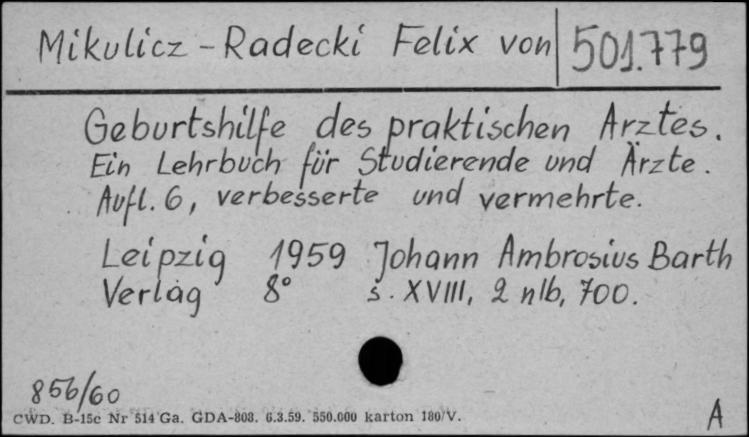 Mikulicz-Radecki Felix von 501.779
Geburtshilfe des praktischen Arztes.
Ein Lehrbuch für Studierende und Ärzte.
Aufl. 6, verbesserte und vermehrte.
Leipzig 1959 Johann Ambrosius Barth
Verlag 8° s. XVIII, 2 nlb, 700.
856/60
CWD. B-15c Nr 514 Ga. GDA-808. 6.3.59. 550.000 karton 180/V.
A